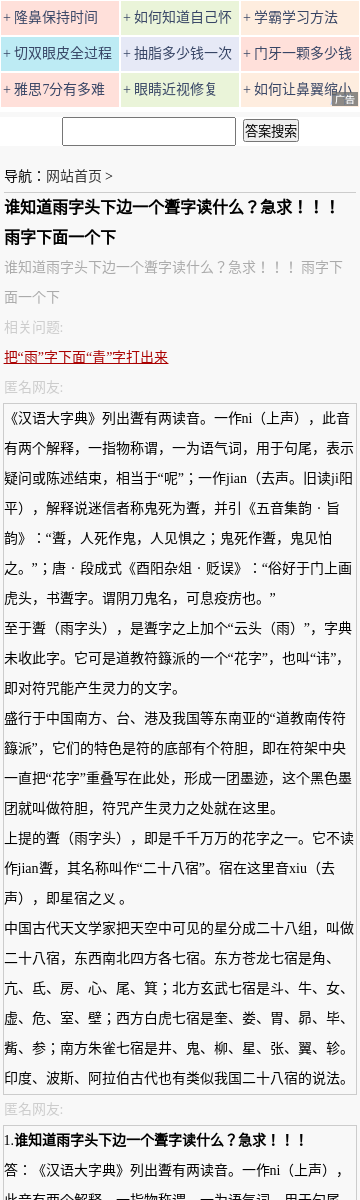 + 隆鼻保持时间
+ 如何知道自己怀
+ 学霸学习方法
+ 切双眼皮全过程
+ 抽脂多少钱一次
+ 门牙一颗多少钱
+ 雅思7分有多难
+ 眼睛近视修复
+ 如何让鼻翼缩小
广告
答案搜索
导航：网站首页 >
谁知道雨字头下边一个聻字读什么？急求！！！
雨字下面一个下
谁知道雨字头下边一个聻字读什么？急求！！！ 雨字下
面一个下
相关问题:
把“雨”字下面“青”字打出来
匿名网友:
《汉语大字典》列出聻有两读音。一作ni（上声），此音
有两个解释，一指物称谓，一为语气词，用于句尾，表示
疑问或陈述结束，相当于“呢”；一作jian（去声。旧读ji阳
平），解释说迷信者称鬼死为聻，并引《五音集韵 · 旨
韵》：“聻，人死作鬼，人见惧之；鬼死作聻，鬼见怕
之。”；唐 · 段成式《酉阳杂俎 · 贬误》：“俗好于门上画
虎头，书聻字。谓阴刀鬼名，可息疫疠也。”
至于聻（雨字头），是聻字之上加个“云头（雨）”，字典
未收此字。它可是道教符籙派的一个“花字”，也叫“讳”，
即对符咒能产生灵力的文字。
盛行于中国南方、台、港及我国等东南亚的“道教南传符
籙派”，它们的特色是符的底部有个符胆，即在符架中央
一直把“花字”重叠写在此处，形成一团墨迹，这个黑色墨
团就叫做符胆，符咒产生灵力之处就在这里。
上提的聻（雨字头），即是千千万万的花字之一。它不读
作jian聻，其名称叫作“二十八宿”。宿在这里音xiu（去
声），即星宿之义 。
中国古代天文学家把天空中可见的星分成二十八组，叫做
二十八宿，东西南北四方各七宿。东方苍龙七宿是角、
亢、氐、房、心、尾、箕；北方玄武七宿是斗、牛、女、
虚、危、室、壁；西方白虎七宿是奎、娄、胃、昴、毕、
觜、参；南方朱雀七宿是井、鬼、柳、星、张、翼、轸。
印度、波斯、阿拉伯古代也有类似我国二十八宿的说法。
匿名网友:
1.谁知道雨字头下边一个聻字读什么？急求！！！
答：《汉语大字典》列出聻有两读音。一作ni（上声），
此音有两个解释，一指物称谓，一为语气词，用于句尾，